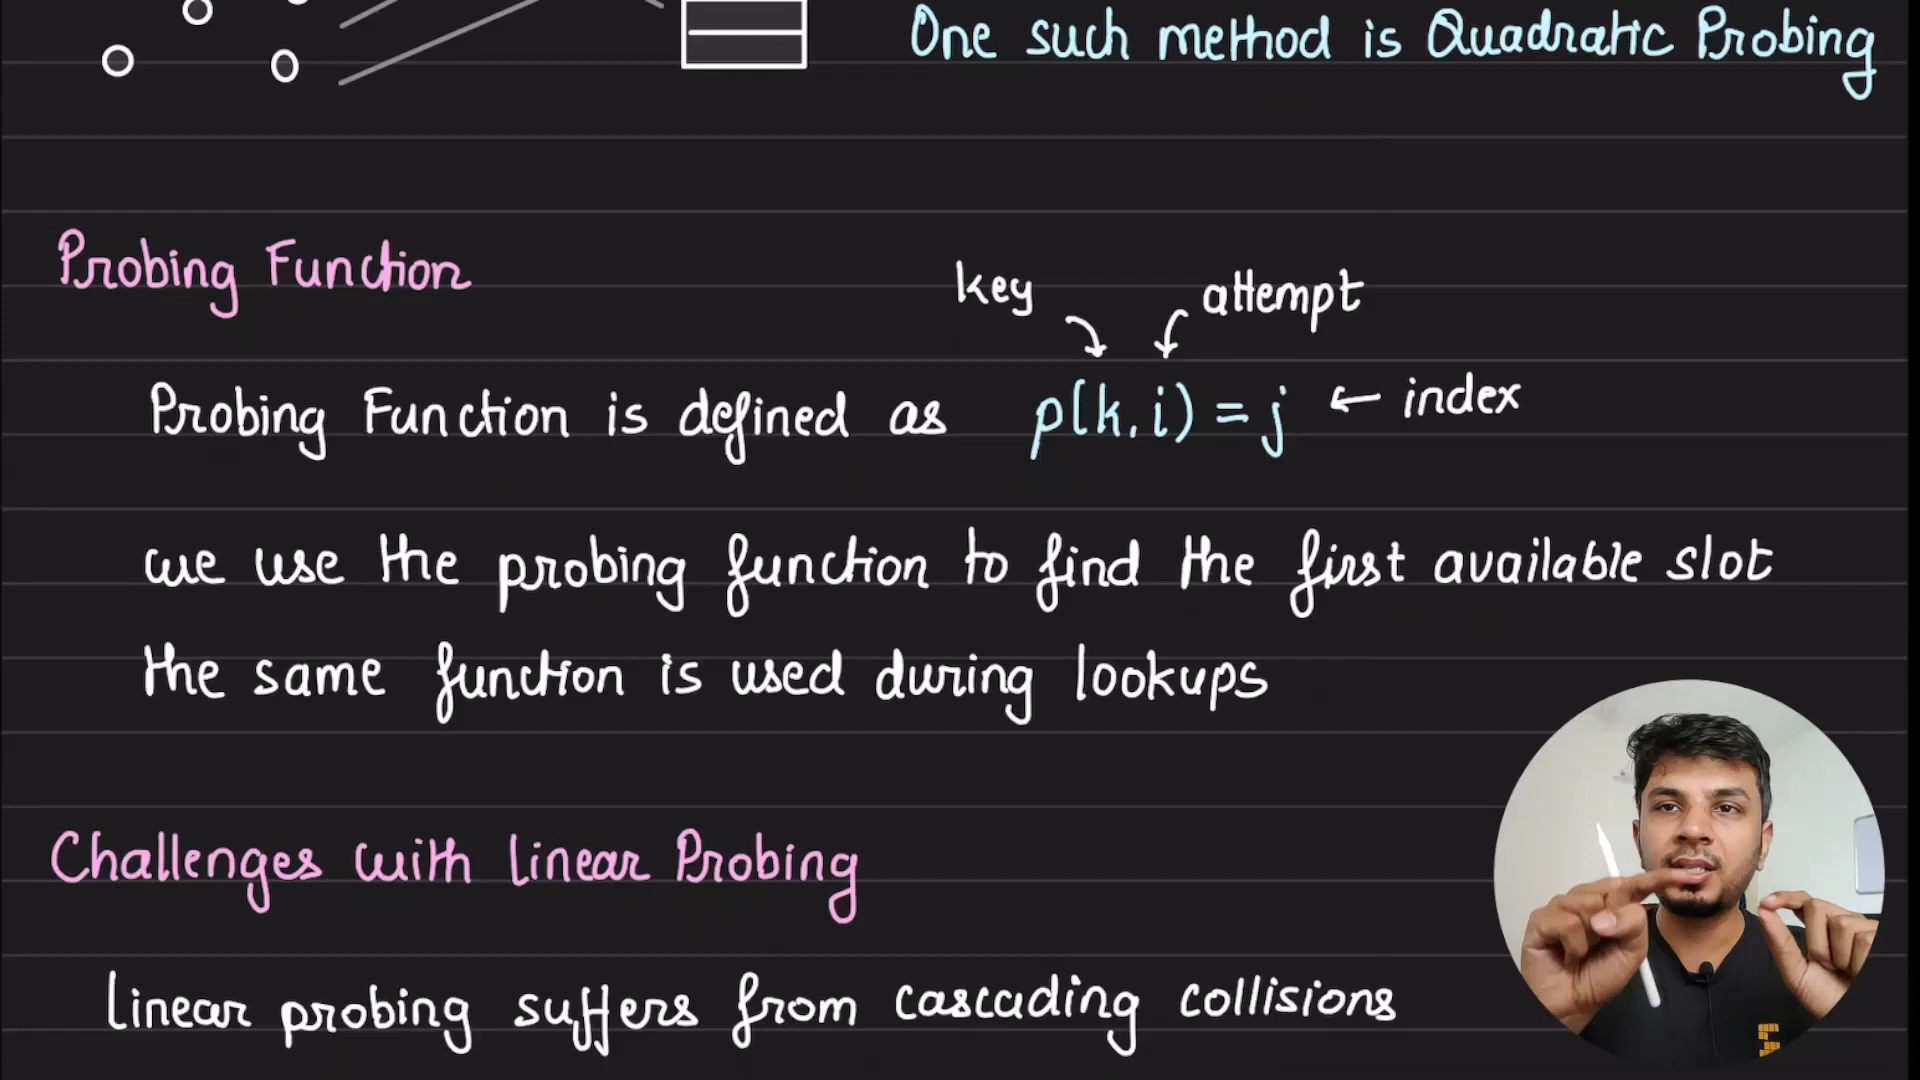 One such method is Quadratic Probing
Probing Function
key
attempt
Probing Function is defined as p(k, i) = j ← index
we use the probing function to find the first available slot
the same function is used during lookups
Challenges with Linear Probing
linear probing suffers from cascading collisions